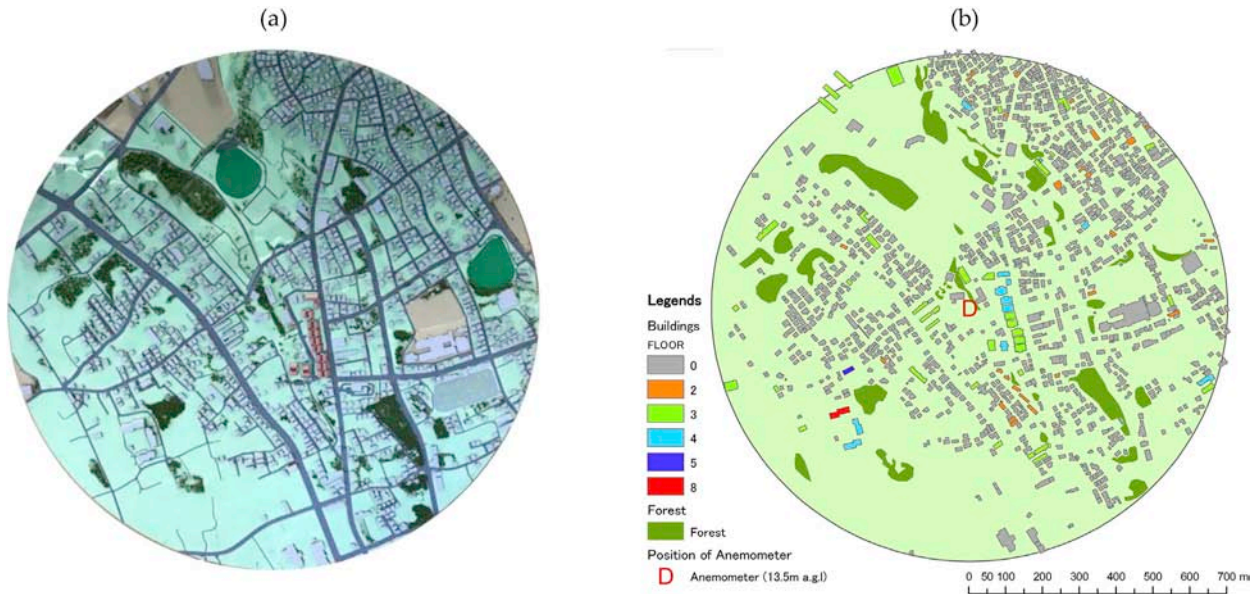 (a)
(b)
Legends
Buildings
FLOOR
0
2
3
4
5
8
Forest
Forest
Position of Anemometer
D Anemometer (13.5m a.g.l)
D
0 50 100 200 300 400 500 600 700 m